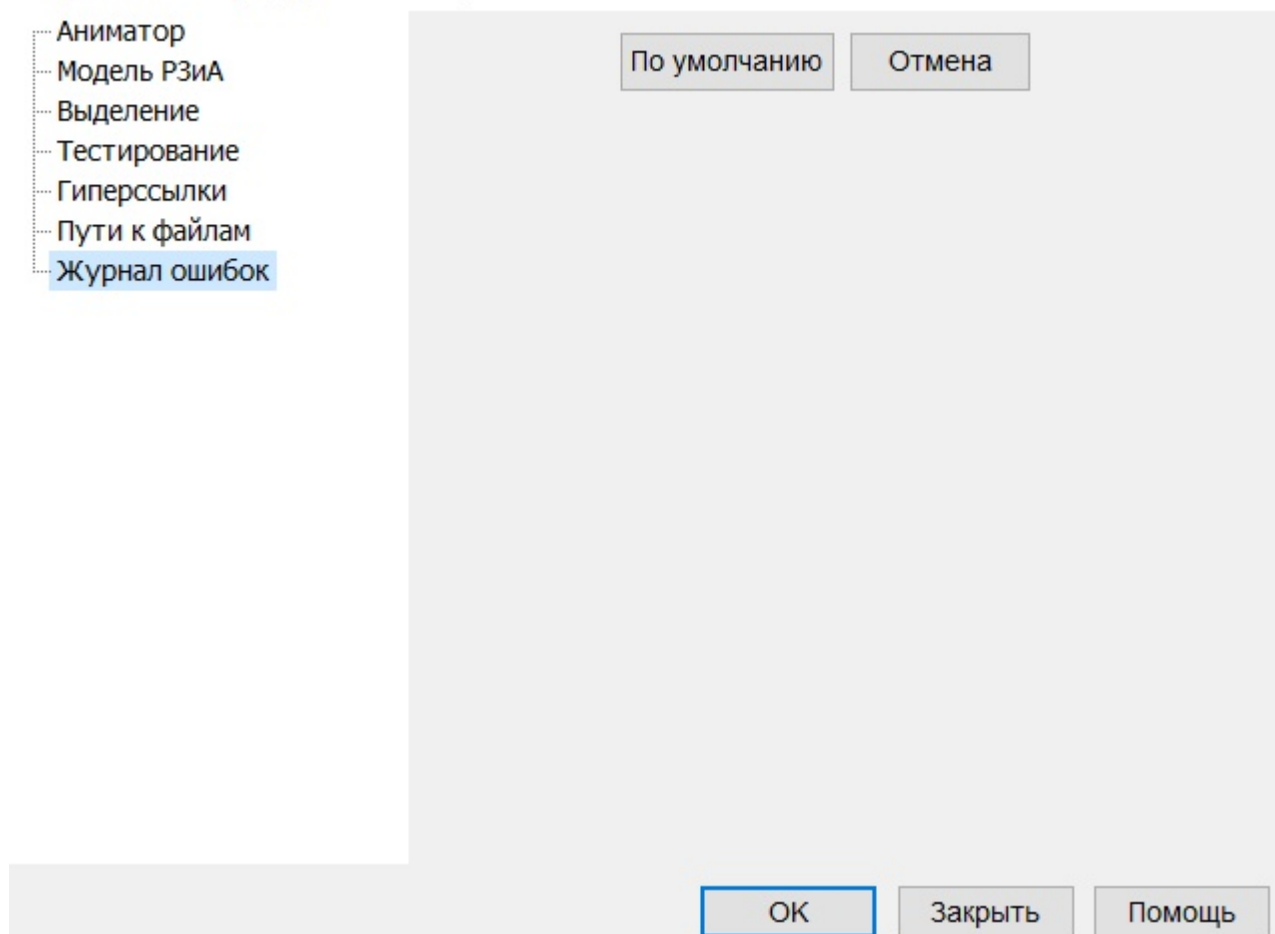 Аниматор
Модель РЗиА
Выделение
Тестирование
Гиперссылки
Пути к файлам
Журнал ошибок
По умолчанию Отмена
OK Закрыть Помощь